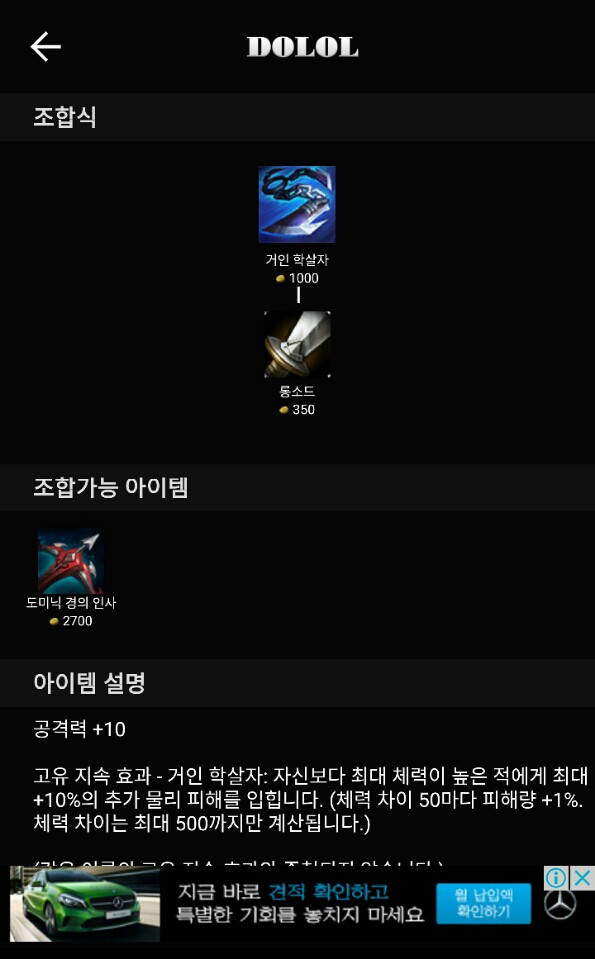 DOLOL
조합식
거인 학살자
1000
롱소드
350
조합가능 아이템
도미닉 경의 인사
2700
아이템 설명
공격력 +10
고유 지속 효과 - 거인 학살자: 자신보다 최대 체력이 높은 적에게 최대
+10%의 추가 물리 피해를 입힙니다. (체력 차이 50마다 피해량 +1%.
체력 차이는 최대 500까지만 계산됩니다.)
지금 바로 견적 확인하고
특별한 기회를 놓치지 마세요
월 납입액
확인하기